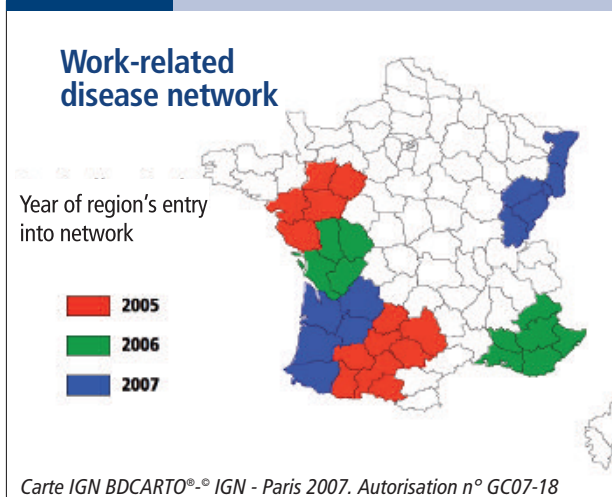 Work-related
disease network
Year of region's entry
into network
2005
2006
2007
Carte IGN BDCARTO®-© IGN - Paris 2007. Autorisation n° GC07-18